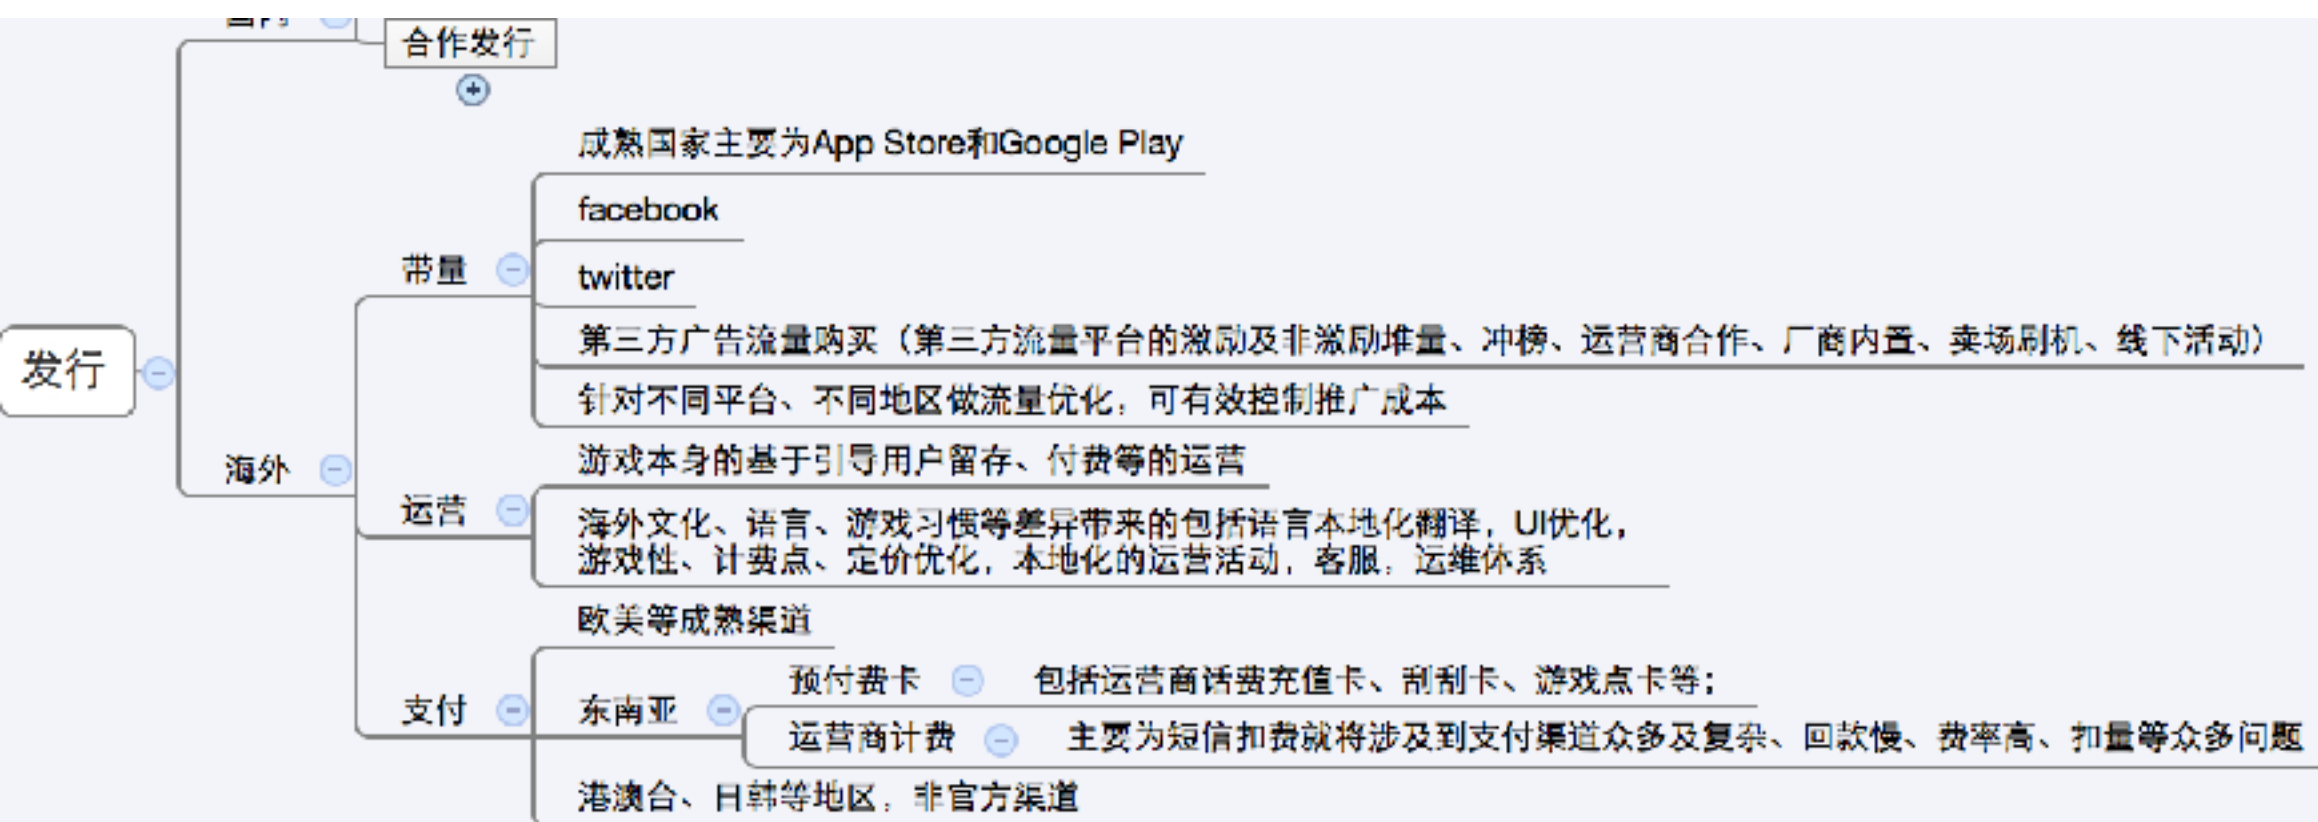 合作发行
成熟国家主要为App Store和Google Play
facebook
twitter
带量
第三方广告流量购买（第三方流量平台的激励及非激励堆量、冲榜、运营商合作、厂商内置、卖场刷机、线下活动）
发行
针对不同平台、不同地区做流量优化，可有效控制推广成本
海外
游戏本身的基于引导用户留存、付费等的运营
运营
海外文化、语言、游戏习惯等差异带来的包括语言本地化翻译，UI优化，
游戏性、计费点、定价优化，本地化的运营活动，客服，运维体系
欧美等成熟渠道
支付
东南亚
预付费卡
包括运营商话费充值卡、刮刮卡、游戏点卡等；
运营商计费
主要为短信扣费就将涉及到支付渠道众多及复杂、回款慢、费率高、扣量等众多问题
港澳台、日韩等地区，非官方渠道